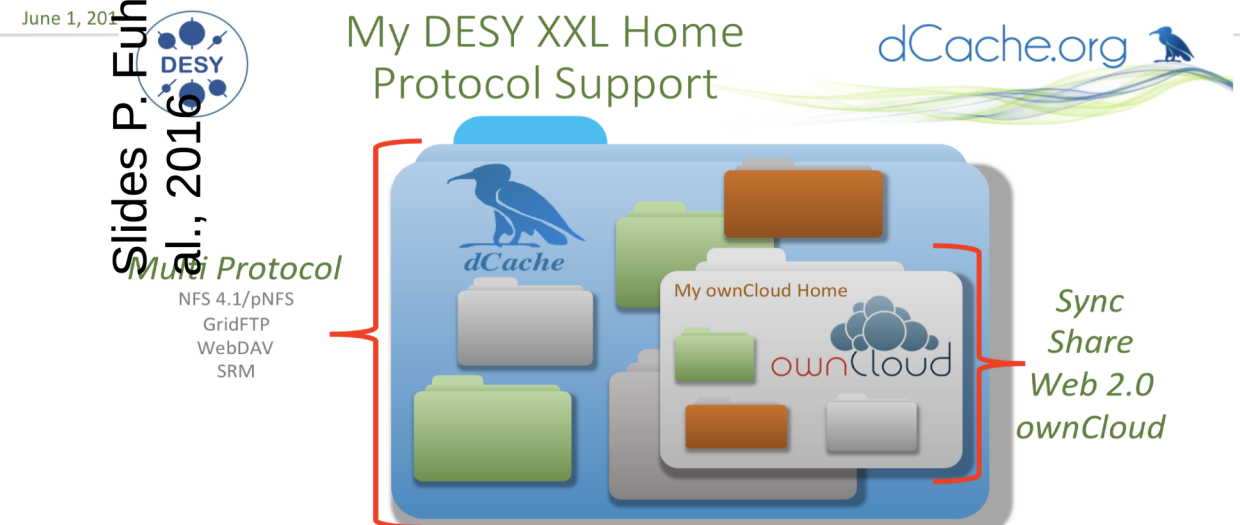 June 1, 201
Slides P. Fuh
al., 2016
DESY
My DESY XXL Home
Protocol Support
dCache.org
Multi Protocol
NFS 4.1/pNFS
GridFTP
WebDAV
SRM
dCache
My ownCloud Home
ownCloud
Sync
Share
Web 2.0
ownCloud